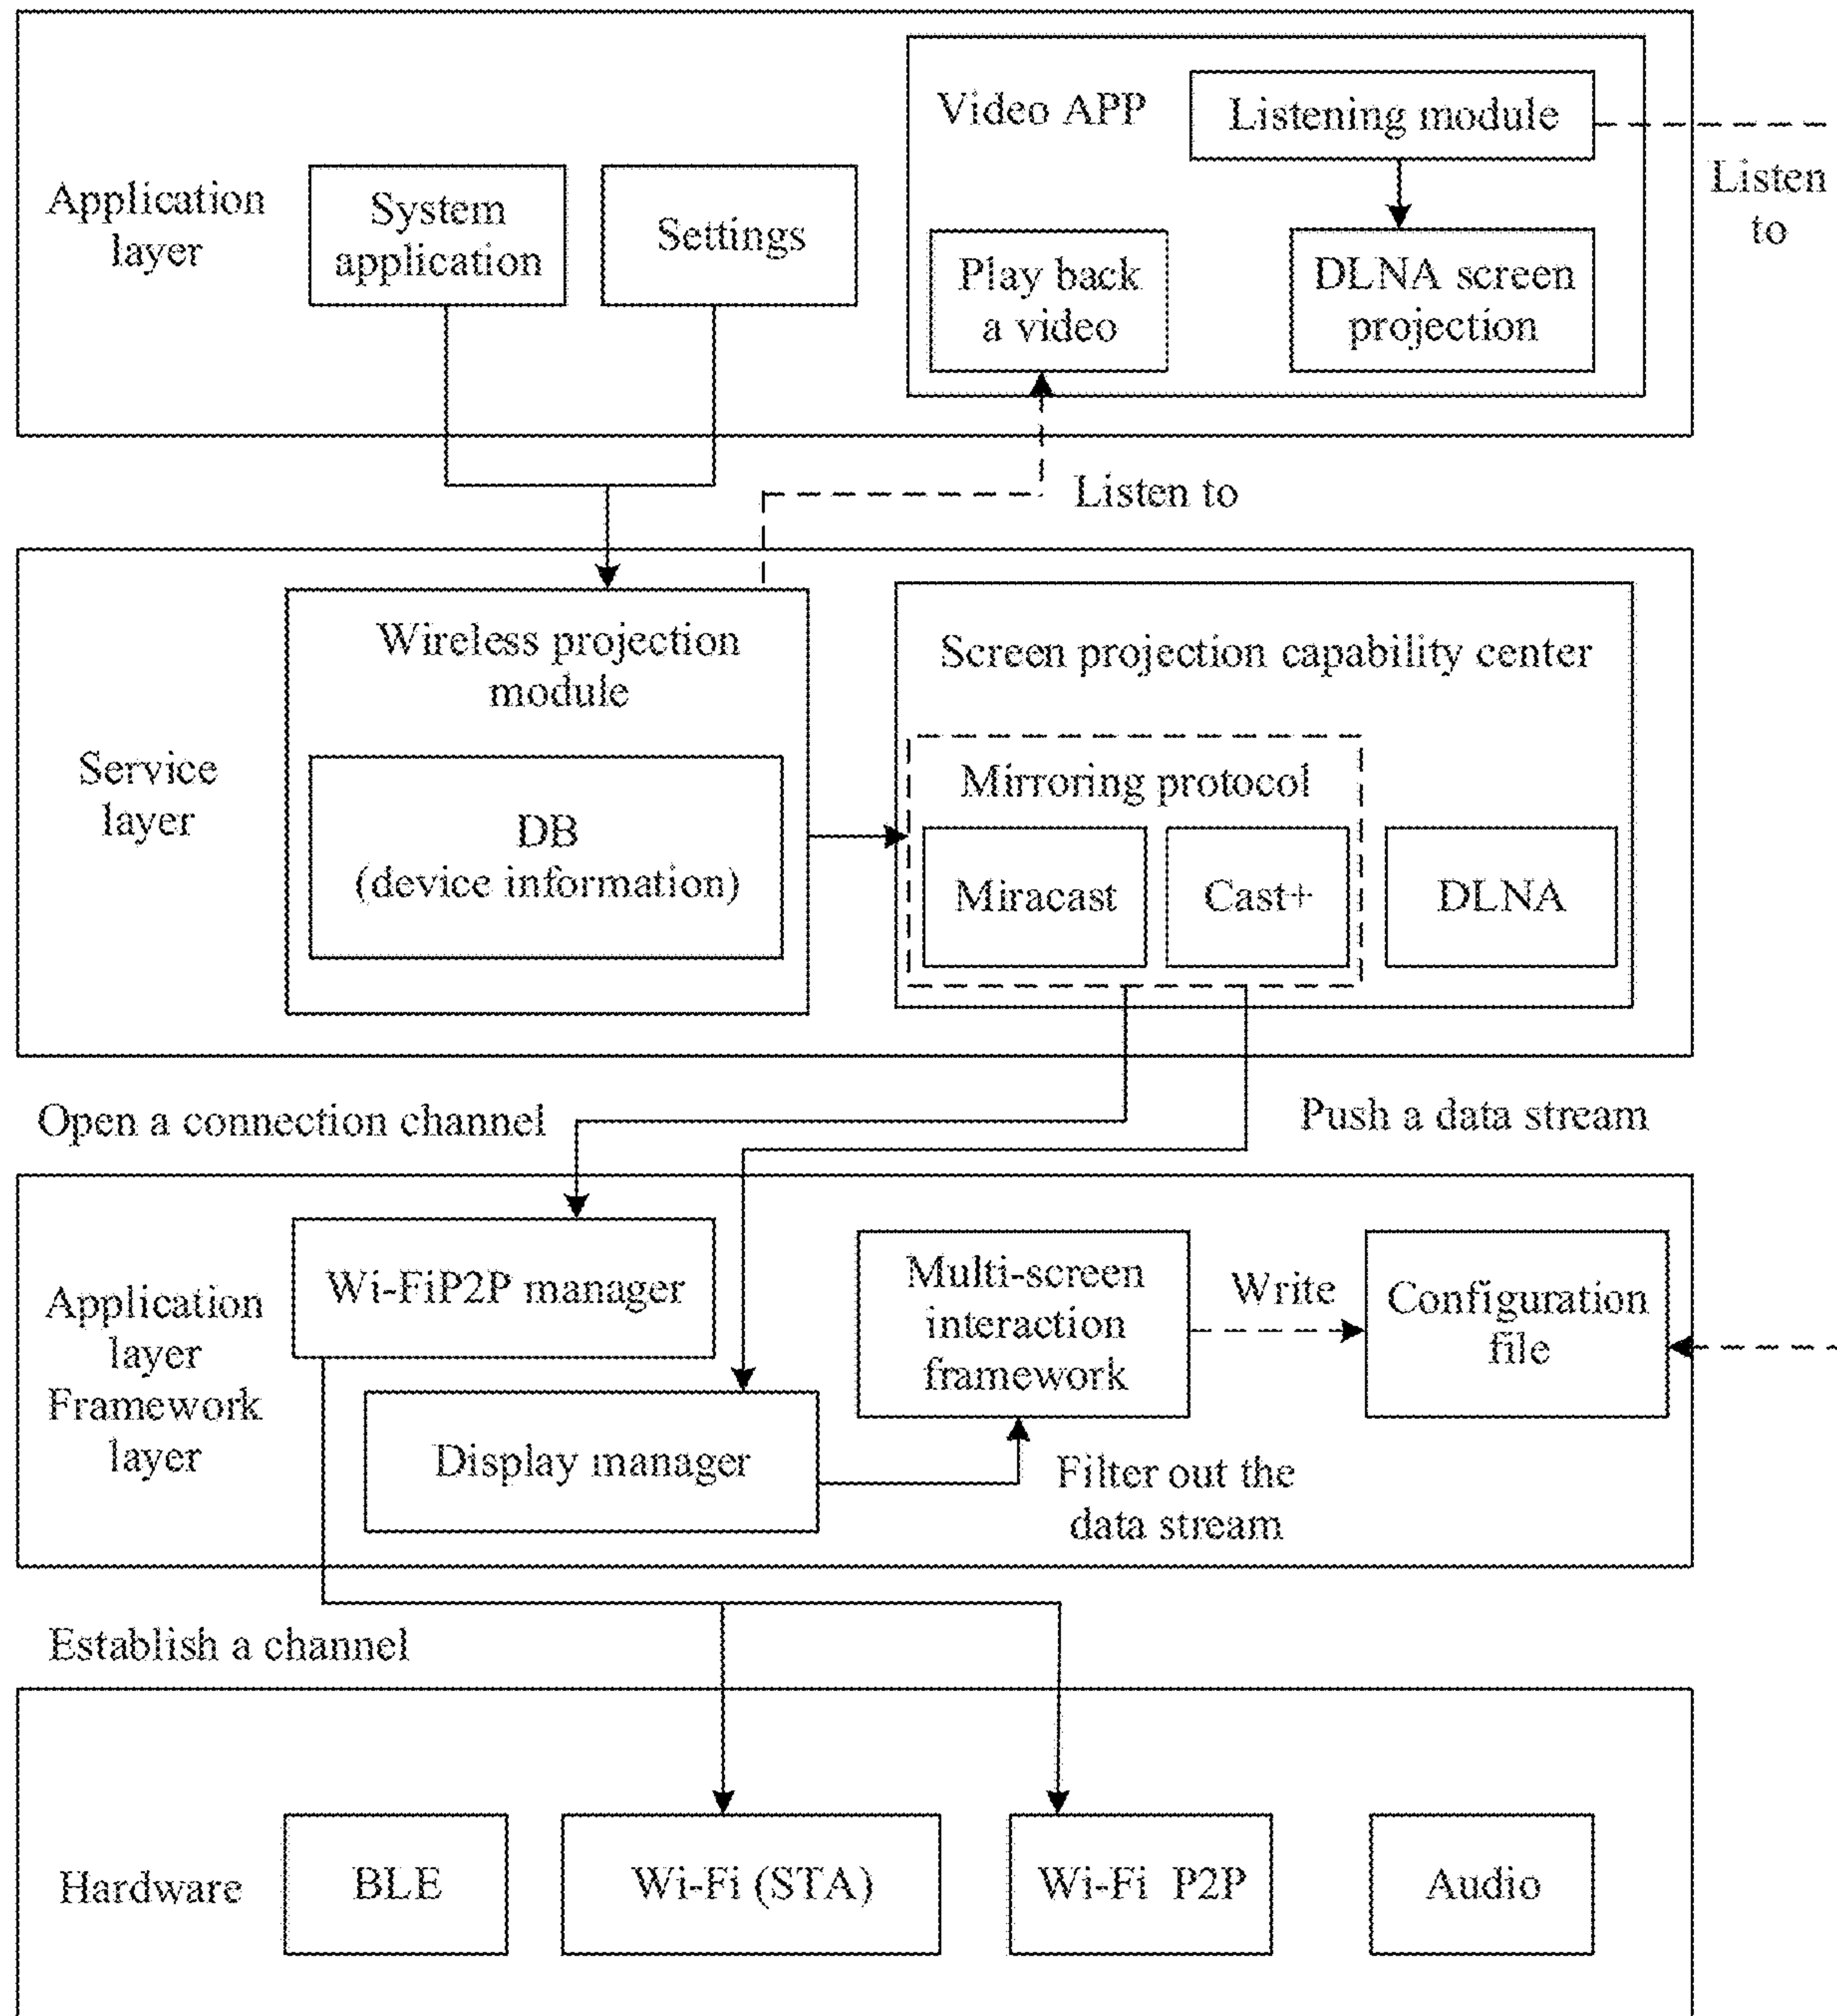 Video APP
Listening module
Listen
to
Application
layer
System
application
Settings
Play back
a video
DLNA screen
projection
Listen to
Wireless projection
module
Screen projection capability center
Service
layer
DB
(device information)
Mirroring protocol
Miracast
Cast+
DLNA
Open a connection channel
Push a data stream
Application
layer
Framework
layer
Wi-FiP2P manager
Multi-screen
interaction
framework
Write
Configuration
file
Display manager
Filter out the
data stream
Establish a channel
Hardware
BLE
Wi-Fi (STA)
Wi-Fi P2P
Audio